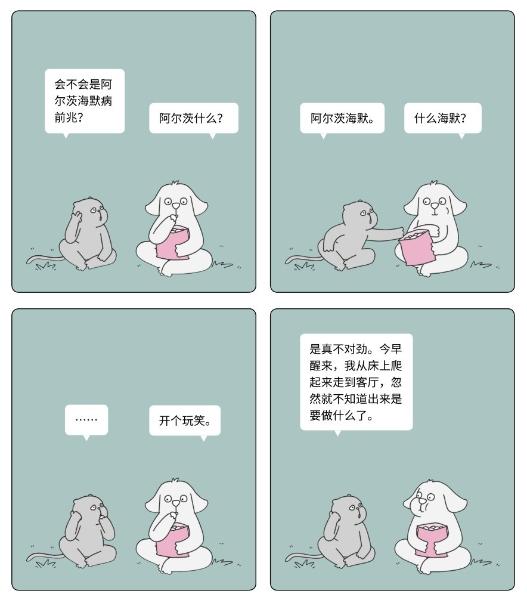 会不会是阿
尔茨海默病
前兆？
阿尔茨什么？
阿尔茨海默。
什么海默？
……
开个玩笑。
是真不对劲。今早
醒来，我从床上爬
起来走到客厅，忽
然就不知道出来是
要做什么了。